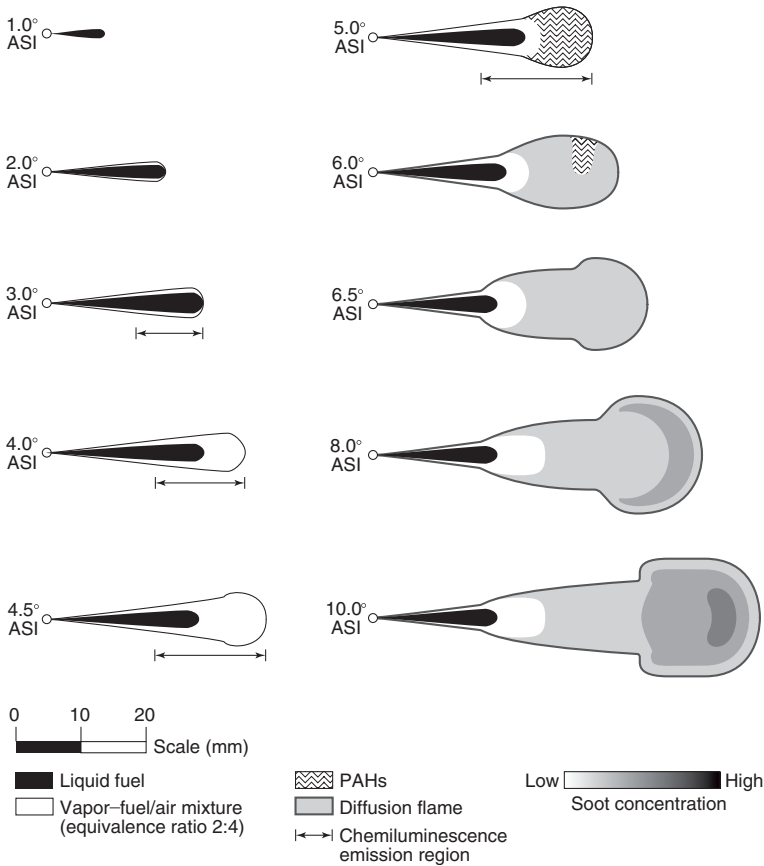 1.0°
ASI
2.0°
ASI
3.0°
ASI
4.0°
ASI
4.5°
ASI
5.0°
ASI
6.0°
ASI
6.5°
ASI
8.0°
ASI
10.0°
ASI
0 10 20
Scale (mm)
Liquid fuel
Vapor–fuel/air mixture
(equivalence ratio 2:4)
PAHs
Diffusion flame
Chemiluminescence
emission region
Low High
Soot concentration